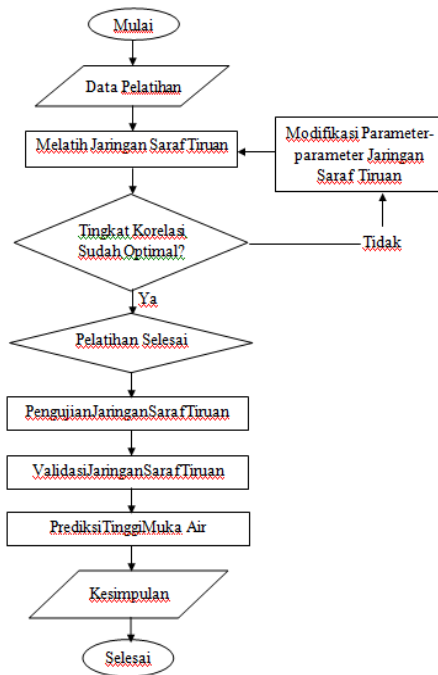 Mulai
Data Pelatihan
Melatih Jaringan Saraf Tiruan
Modifikasi Parameter-
parameter Jaringan
Saraf Tiruan
Tingkat Korelasi
Sudah Optimal?
Tidak
Ya
Pelatihan Selesai
PengujianJaringanSarafTiruan
ValidasiJaringanSarafTiruan
PrediksiTinggiMuka Air
Kesimpulan
Selesai